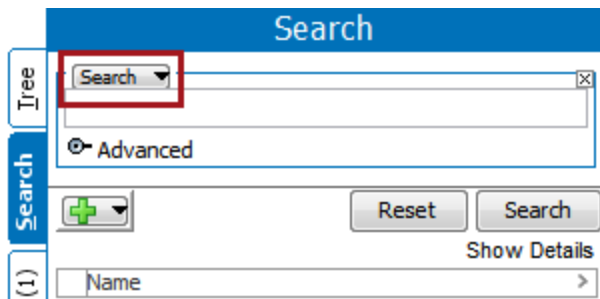 Search
Tree
Search
(1)
Search
Advanced
Reset
Search
Show Details
Name